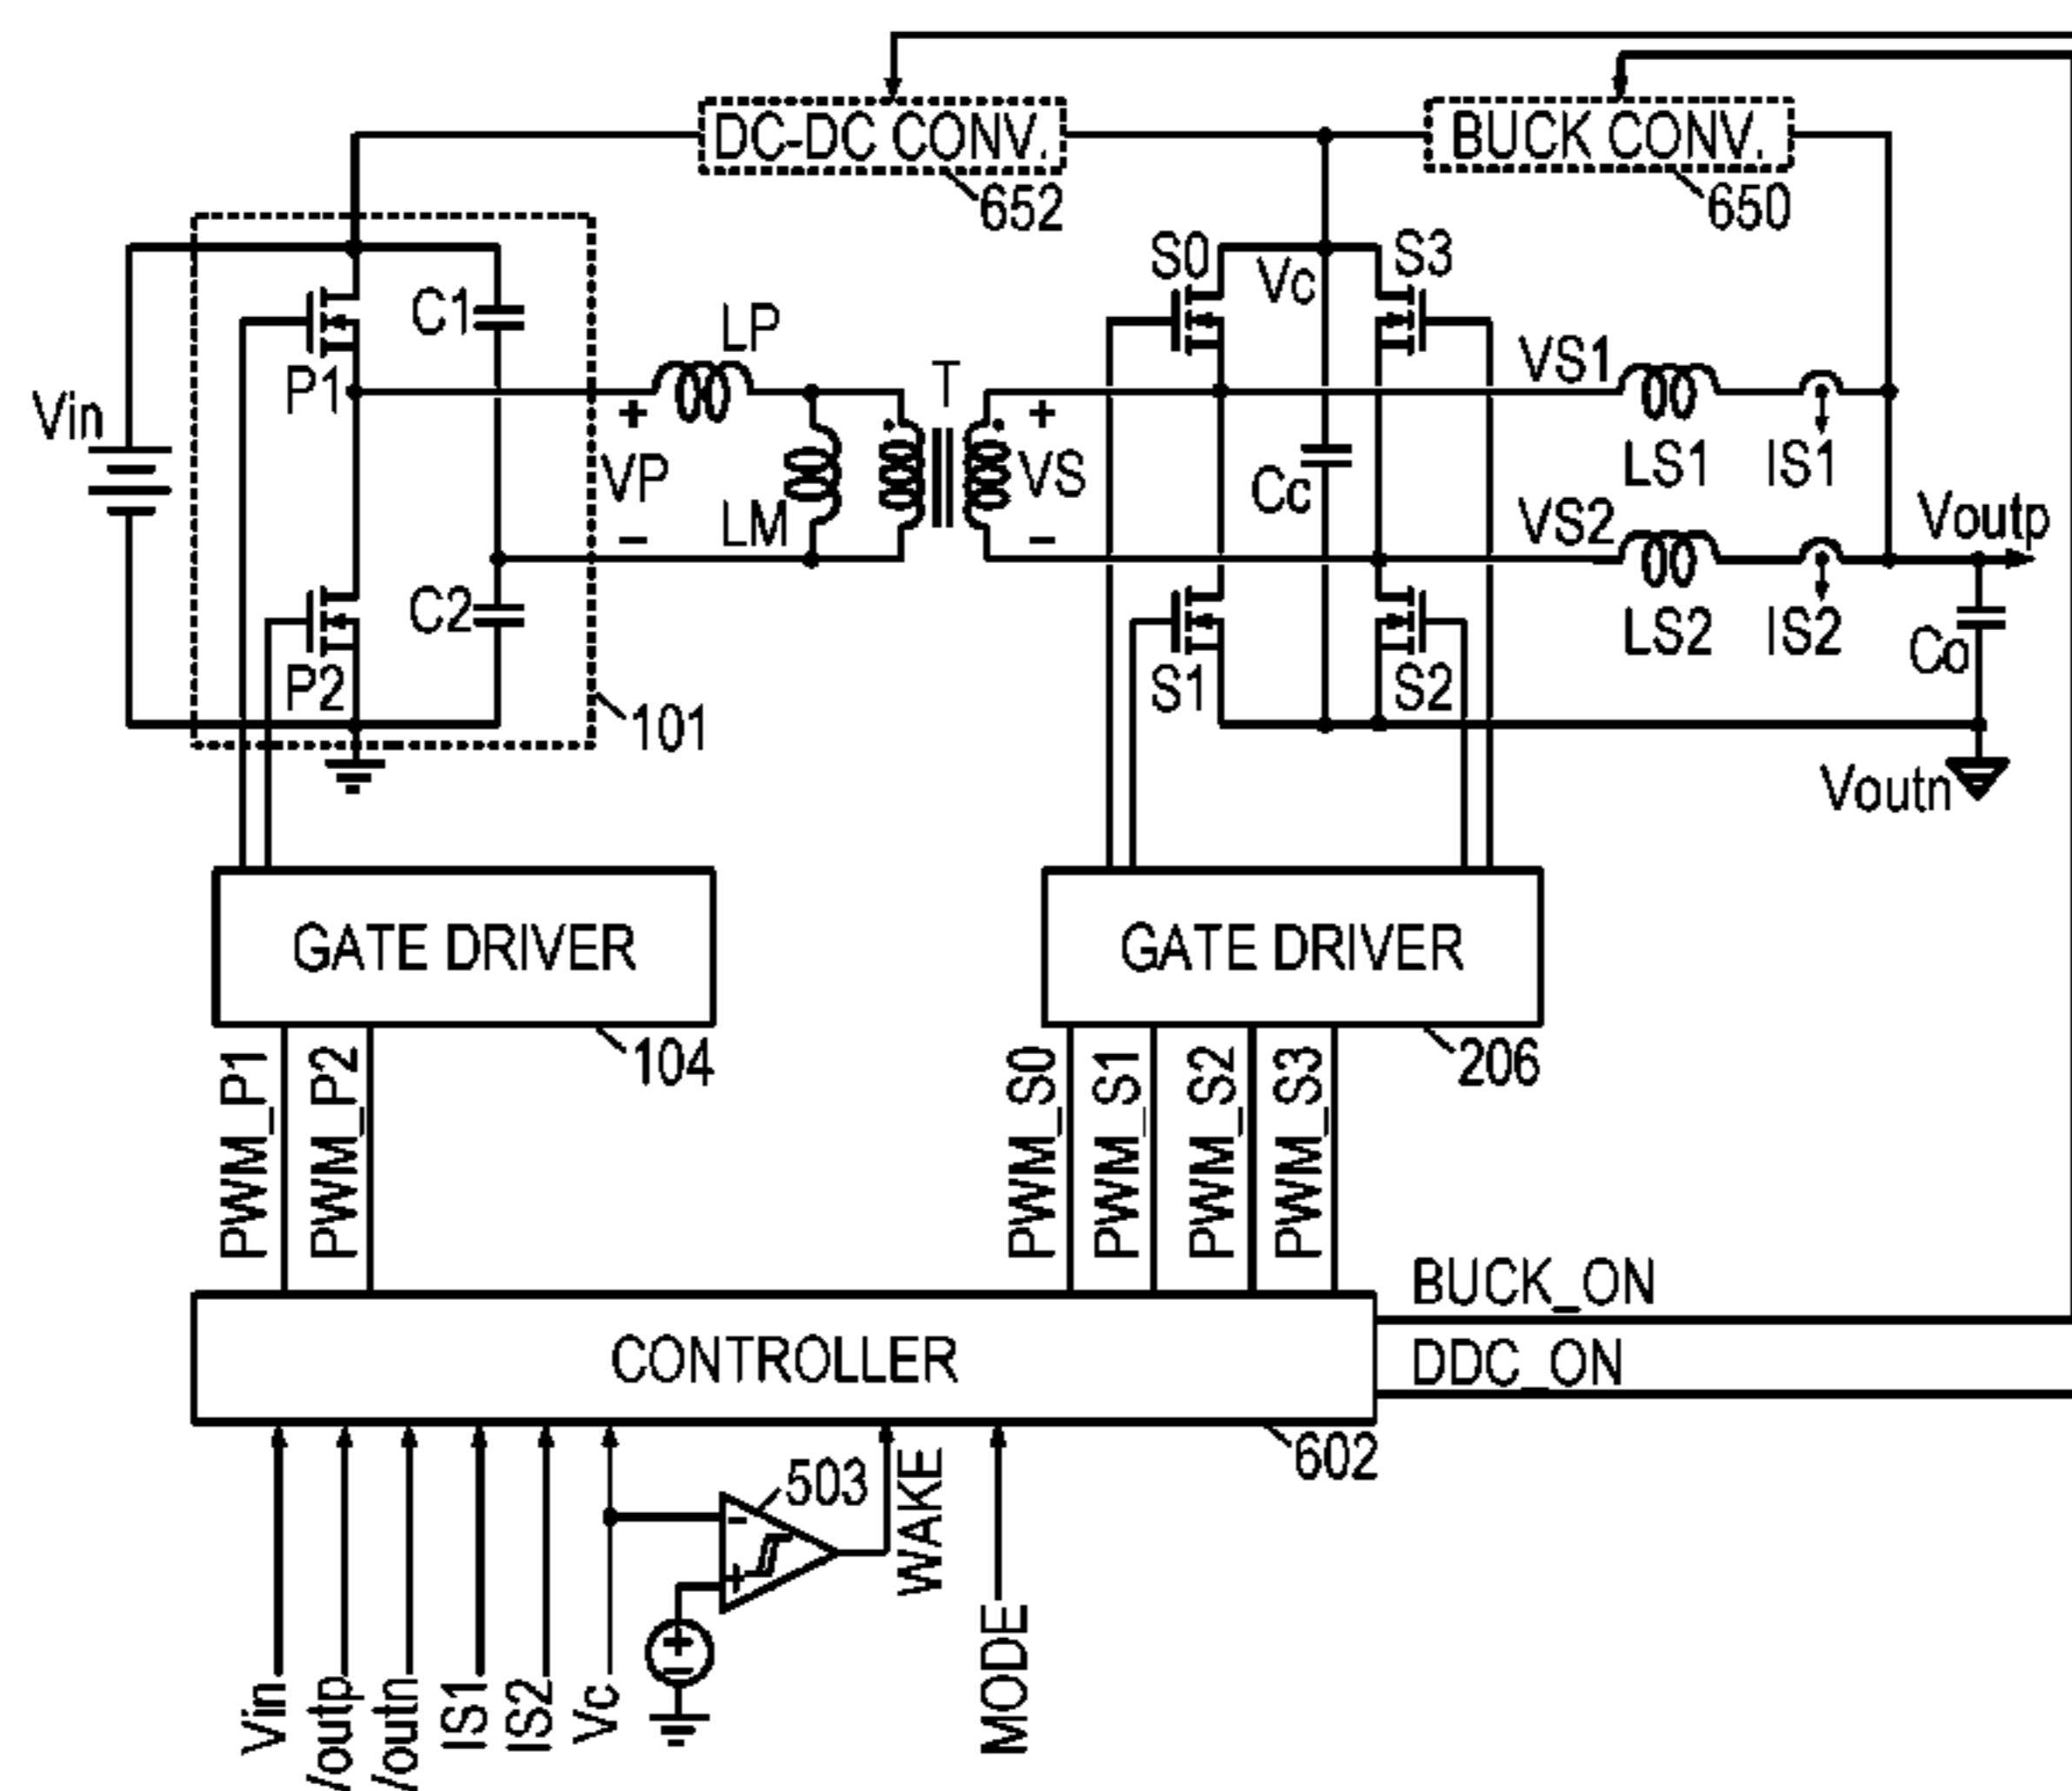 DC-DC CONV.
652
BUCK CONV.
650
Vin
P1
C1
P2
C2
101
LP
+
VP
−
LM
T
+
VS
−
S0
Vc
S3
Cc
S1
S2
VS1
LS1
IS1
VS2
LS2
IS2
Voutp
Co
Voutn
GATE DRIVER
104
GATE DRIVER
206
PWM_P1
PWM_P2
PWM_S0
PWM_S1
PWM_S2
PWM_S3
CONTROLLER
602
BUCK_ON
DDC_ON
503
-
+
+
−
WAKE
MODE
Vin
/outp
/outn
IS1
IS2
Vc